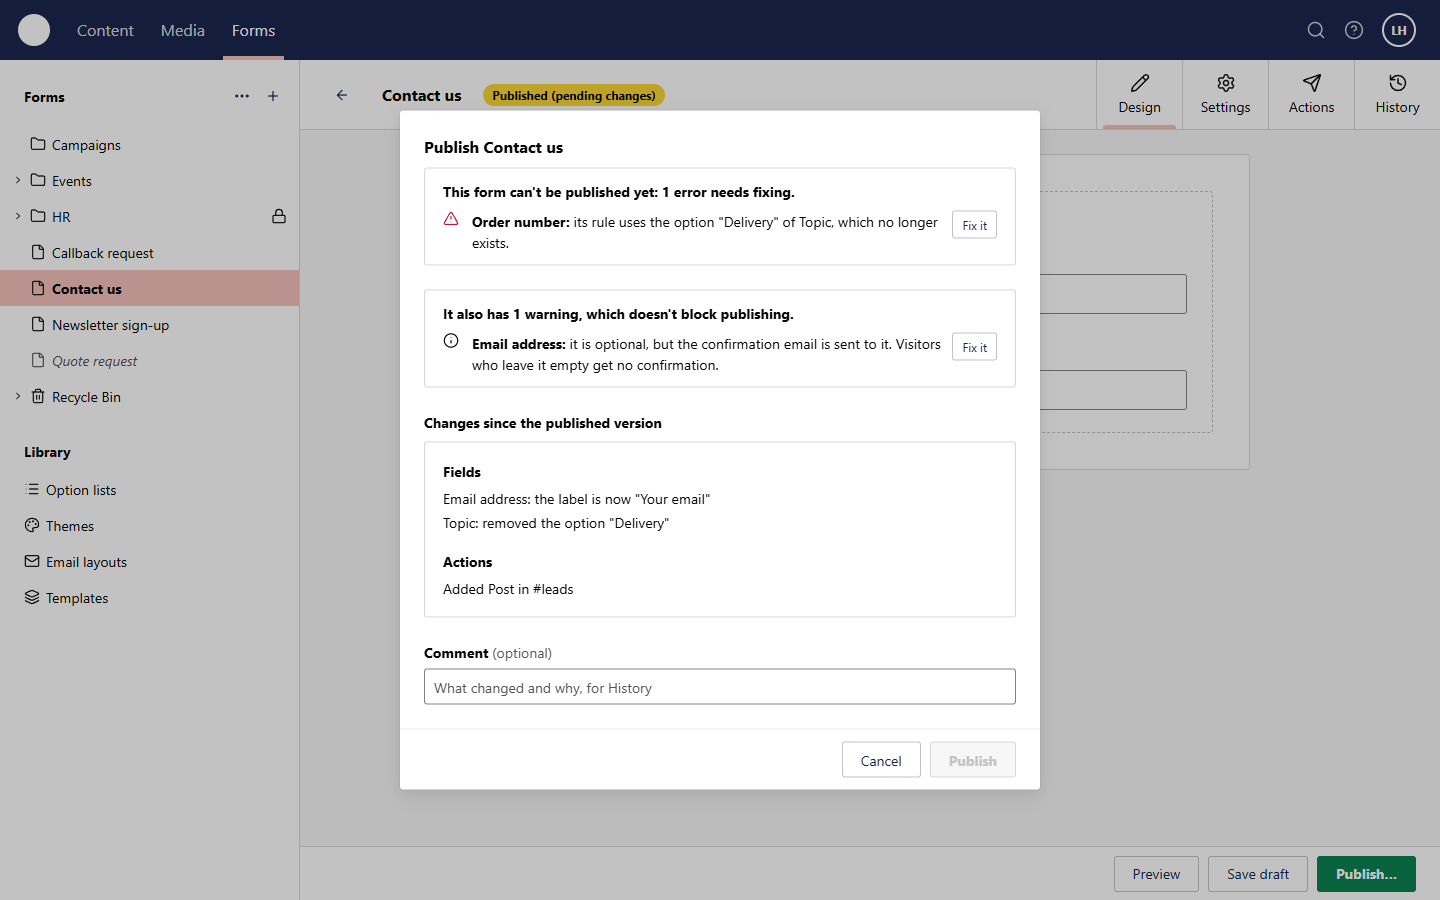 Content Media Forms LH
Forms
Campaigns
Events
HR
Callback request
Contact us
Newsletter sign-up
Quote request
Recycle Bin
Library
Option lists
Themes
Email layouts
Templates
Contact us Published (pending changes)
Design Settings Actions History
Publish Contact us
This form can't be published yet: 1 error needs fixing.
Order number: its rule uses the option "Delivery" of Topic, which no longer
exists.
Fix it
It also has 1 warning, which doesn't block publishing.
Email address: it is optional, but the confirmation email is sent to it. Visitors
who leave it empty get no confirmation.
Fix it
Changes since the published version
Fields
Email address: the label is now "Your email"
Topic: removed the option "Delivery"
Actions
Added Post in #leads
Comment (optional)
What changed and why, for History
Cancel Publish
Preview Save draft Publish...